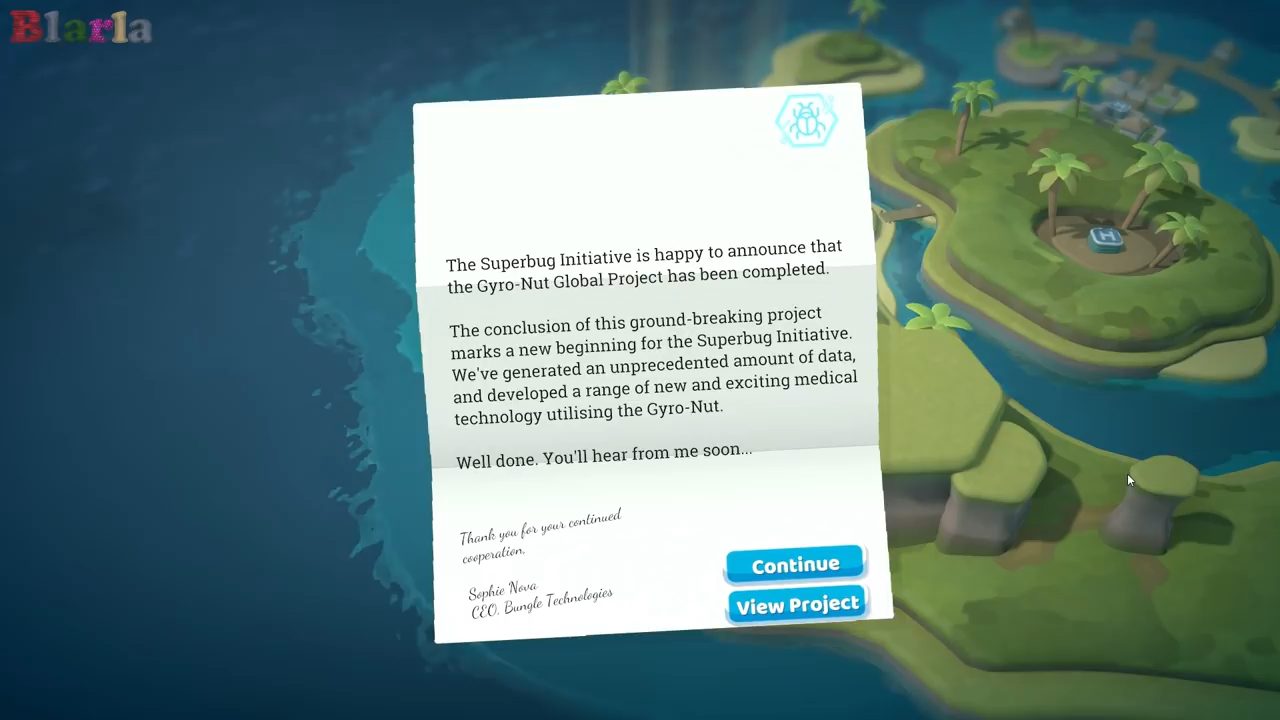 Blarla
The Superbug Initiative is happy to announce that
the Gyro-Nut Global Project has been completed.
The conclusion of this ground-breaking project
marks a new beginning for the Superbug Initiative.
We've generated an unprecedented amount of data,
and developed a range of new and exciting medical
technology utilising the Gyro-Nut.
Well done. You'll hear from me soon...
Thank you for your continued
cooperation,
Sophie Nova
CEO, Bungle Technologies
Continue
View Project
H